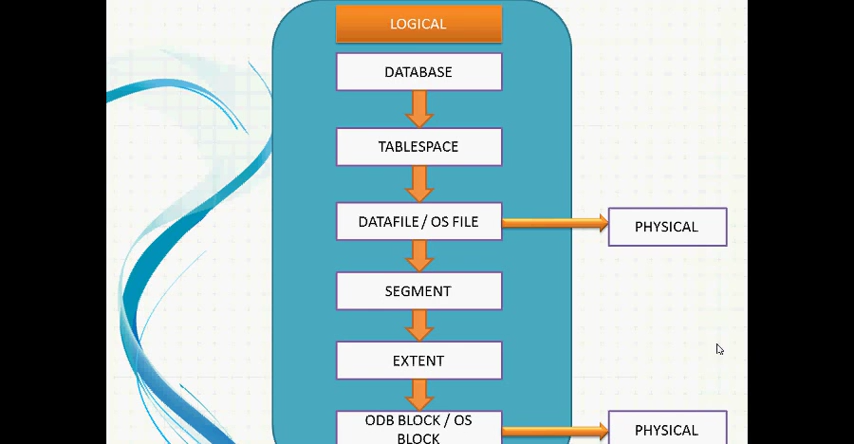 LOGICAL
DATABASE
TABLESPACE
DATAFILE / OS FILE
PHYSICAL
SEGMENT
EXTENT
ODB BLOCK / OS
BLOCK
PHYSICAL